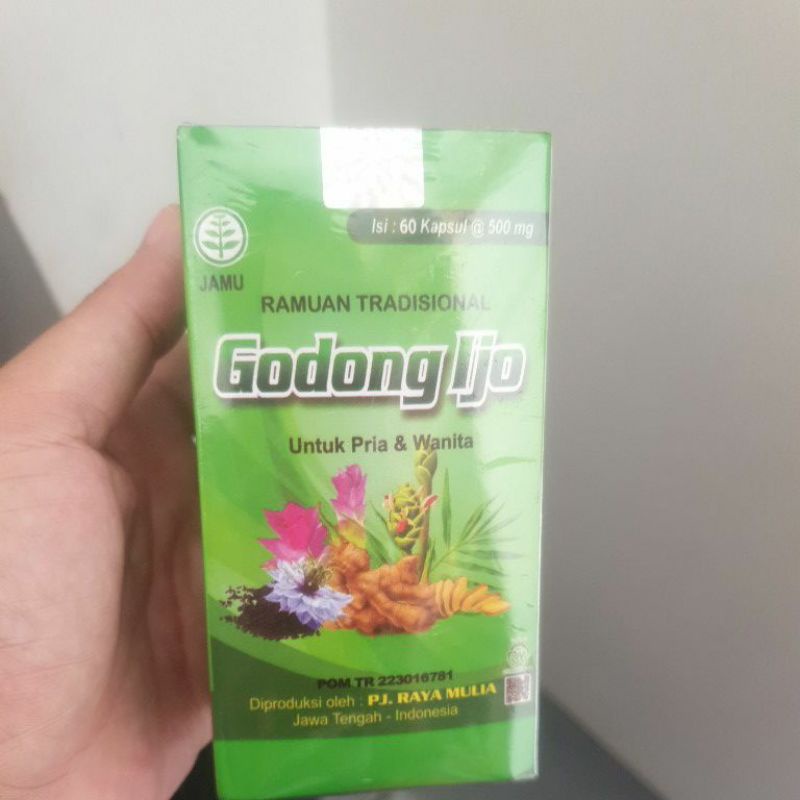 Isi : 60 Kapsul @ 500 mg
JAMU
RAMUAN TRADISIONAL
Godong Ijo
Untuk Pria & Wanita
POM TR 223016781
Diproduksi oleh : PJ. RAYA MULIA
Jawa Tengah - Indonesia